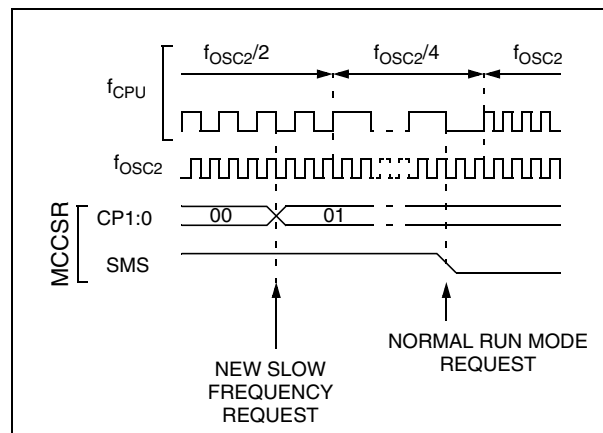 fOSC2/2 fOSC2/4 fOSC2
fCPU
fOSC2
MCCSR
CP1:0 00 01
SMS
NEW SLOW
FREQUENCY
REQUEST
NORMAL RUN MODE
REQUEST